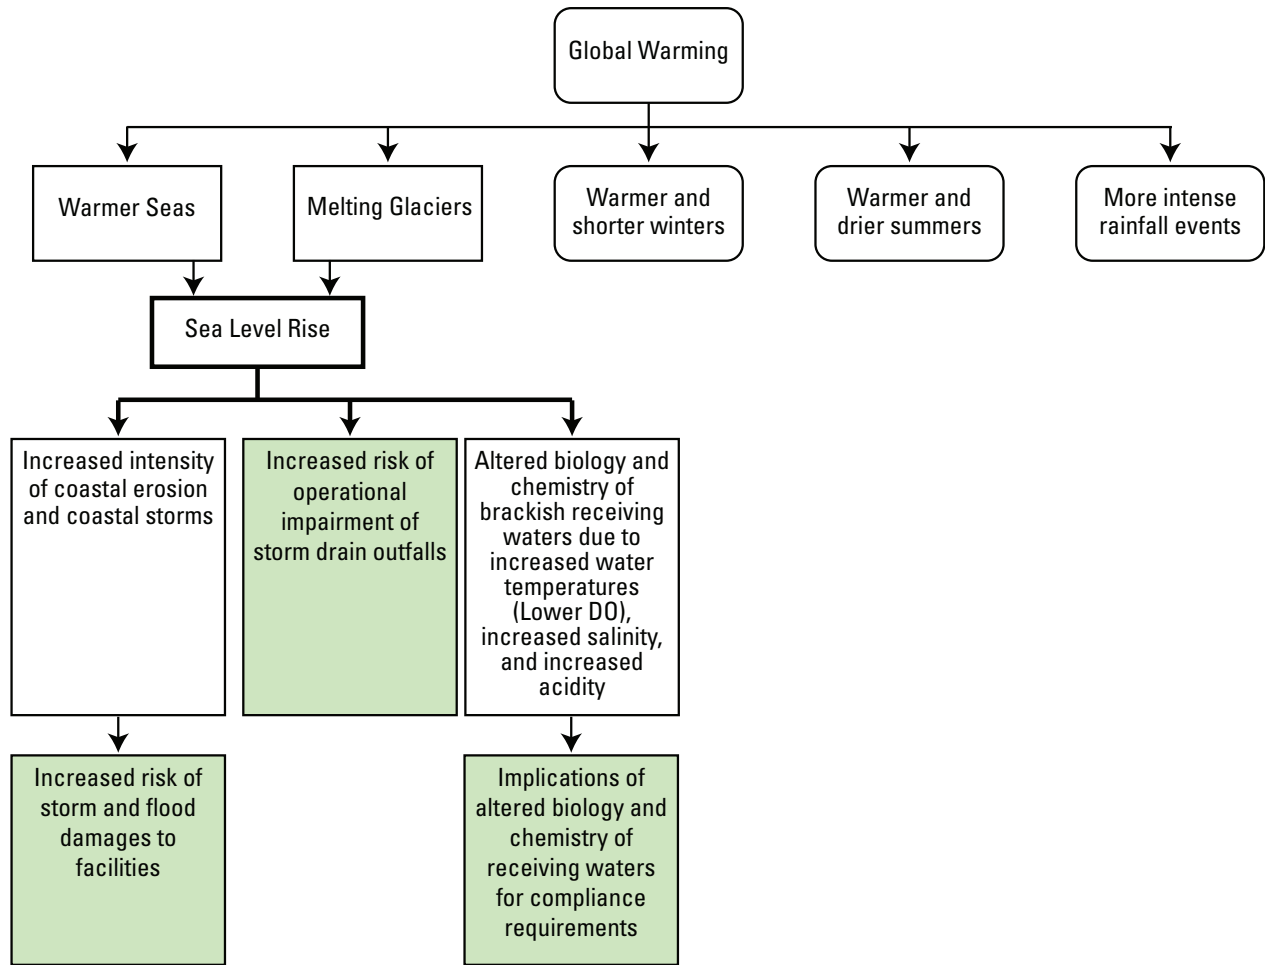 Global Warming
Warmer Seas
Melting Glaciers
Warmer and
shorter winters
Warmer and
drier summers
More intense
rainfall events
Sea Level Rise
Increased intensity
of coastal erosion
and coastal storms
Increased risk of
operational
impairment of
storm drain outfalls
Altered biology and
chemistry of
brackish receiving
waters due to
increased water
temperatures
(Lower DO),
increased salinity,
and increased
acidity
Increased risk of
storm and flood
damages to
facilities
Implications of
altered biology and
chemistry of
receiving waters
for compliance
requirements